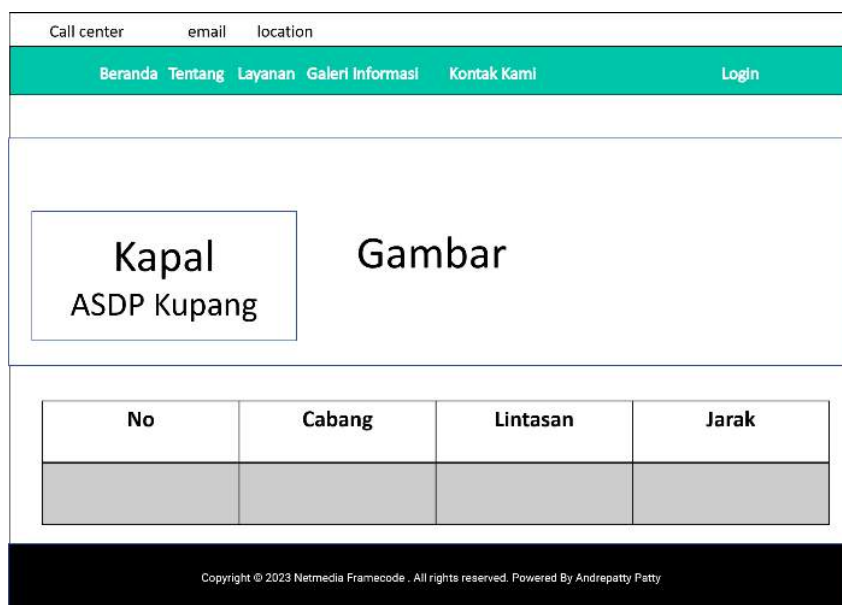 Call center email location
Beranda Tentang Layanan Galeri Informasi Kontak Kami Login
Kapal
ASDP Kupang
Gambar
No Cabang Lintasan Jarak
Copyright © 2023 Netmedia Framecode . All rights reserved. Powered By Andrepatty Patty